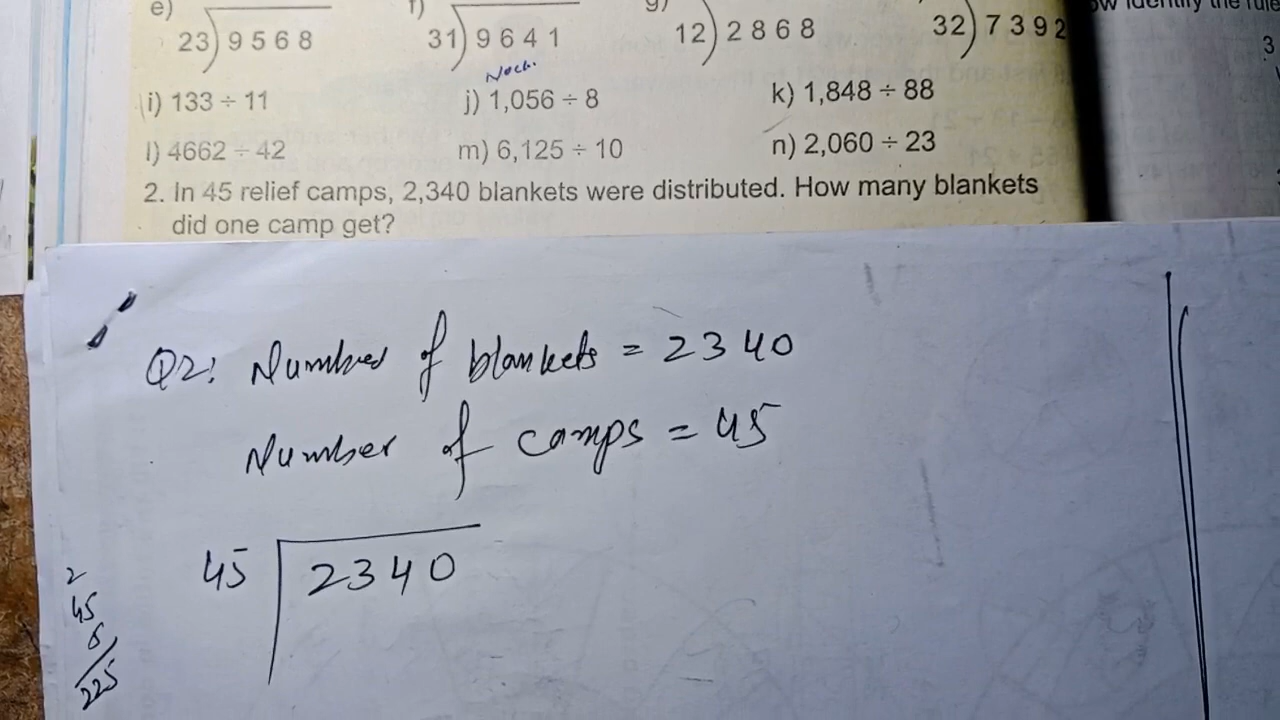 e) f) g)
23)9568 31)9641 12)2868 32)7392
i) 133 ÷ 11 j) 1,056 ÷ 8 k) 1,848 ÷ 88
l) 4662 ÷ 42 m) 6,125 ÷ 10 n) 2,060 ÷ 23
2. In 45 relief camps, 2,340 blankets were distributed. How many blankets
did one camp get?
3
Q2: Number of blankets = 2340
Number of camps = 45
45 2340
2
45
5
225